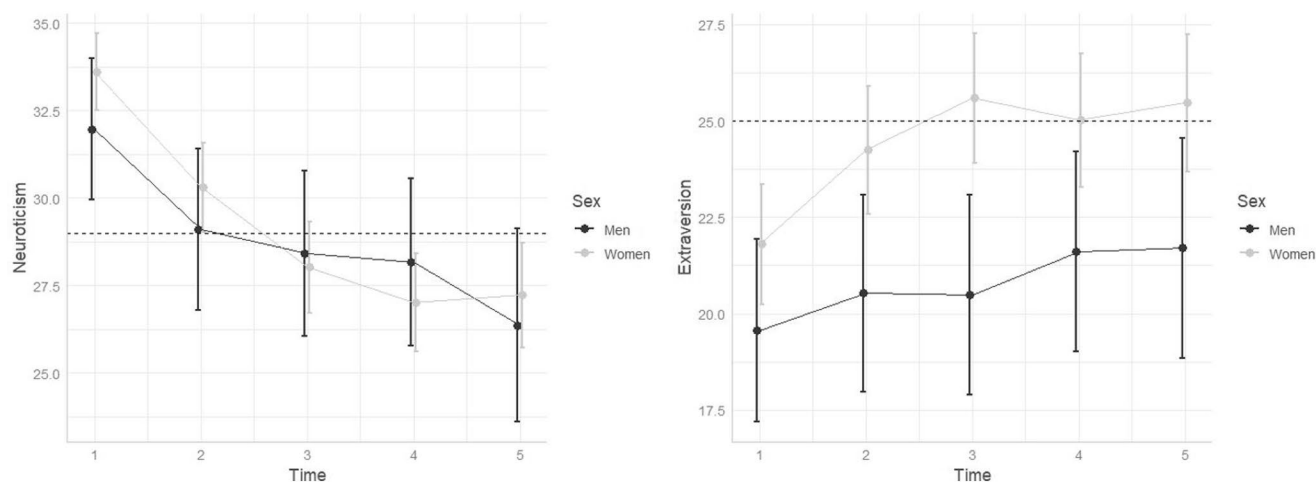 35.0
32.5
30.0
27.5
25.0
Neuroticism
1 2 3 4 5
Time
Sex
Men
Women
27.5
25.0
22.5
20.0
17.5
Extraversion
1 2 3 4 5
Time
Sex
Men
Women